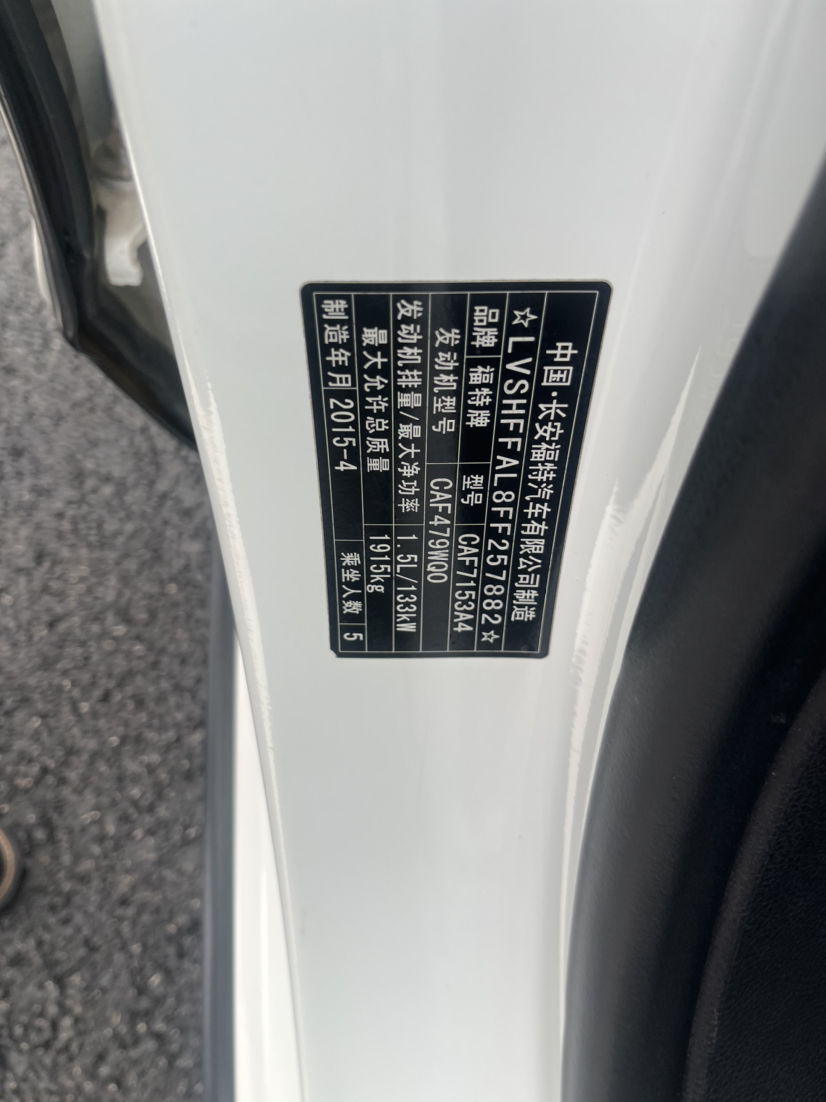 中国·长安福特汽车有限公司制造
☆LVSHFFAL8FF257882☆
品牌 福特牌 型号 CAF7153A4
发动机型号 CAF479WQ0
发动机排量/最大净功率 1.5L/133kW
最大允许总质量 1915kg
制造年月 2015-4 乘坐人数 5